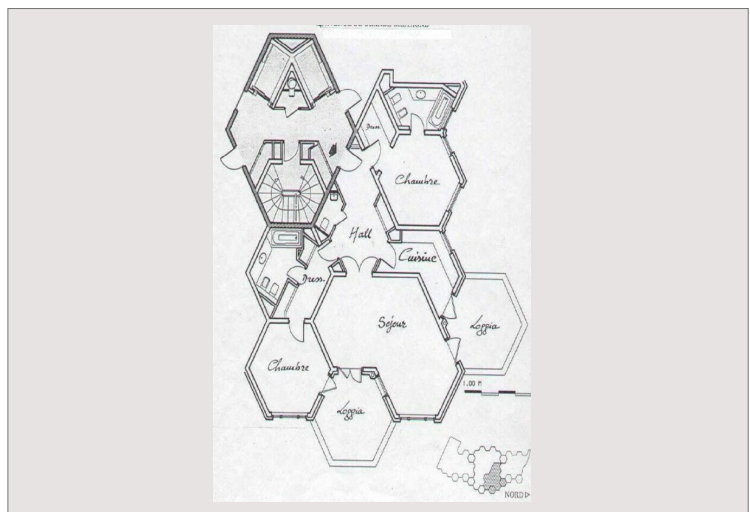 Dress
Chambre
Hall
Cuisine
Dress
Séjour
Loggia
Chambre
Loggia
1.00 M
NORD